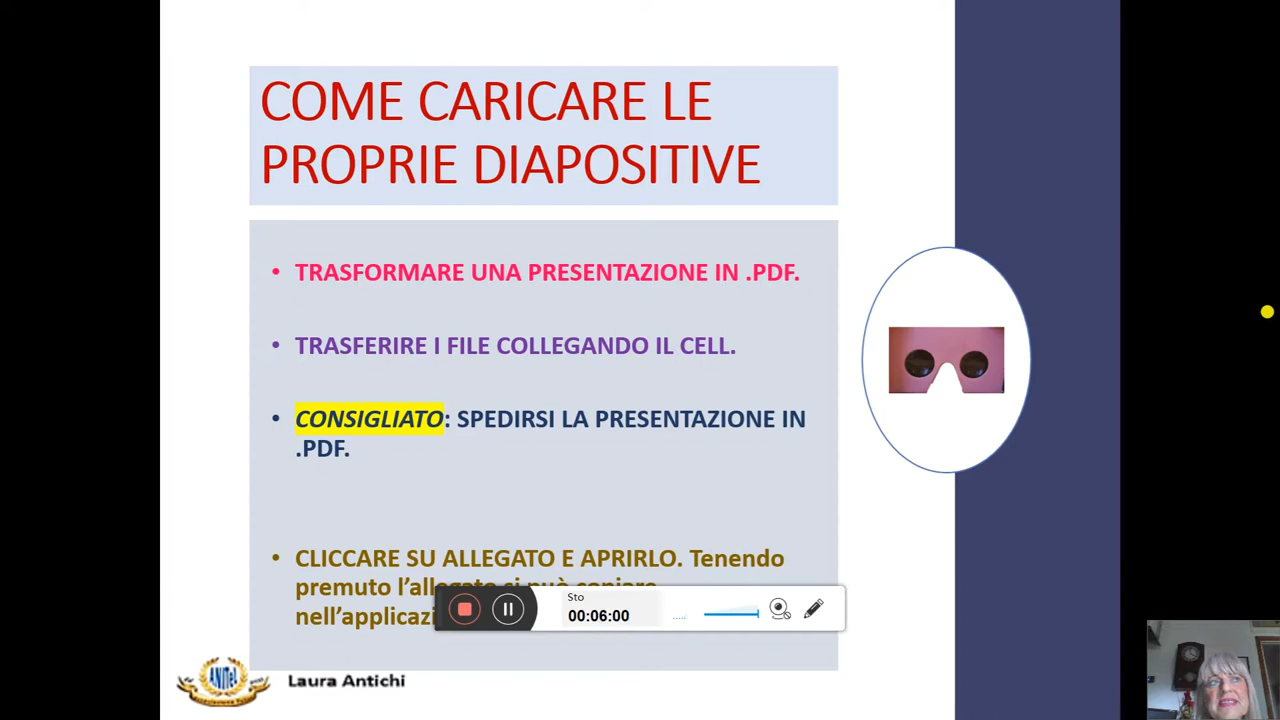 COME CARICARE LE
PROPRIE DIAPOSITIVE
• TRASFORMARE UNA PRESENTAZIONE IN .PDF.
• TRASFERIRE I FILE COLLEGANDO IL CELL.
• CONSIGLIATO: SPEDIRSI LA PRESENTAZIONE IN
.PDF.
• CLICCARE SU ALLEGATO E APRIRLO. Tenendo
premuto l'allegato si può copiare
nell'applicazi
Sto
00:06:00
ANITeL
Laura Antichi